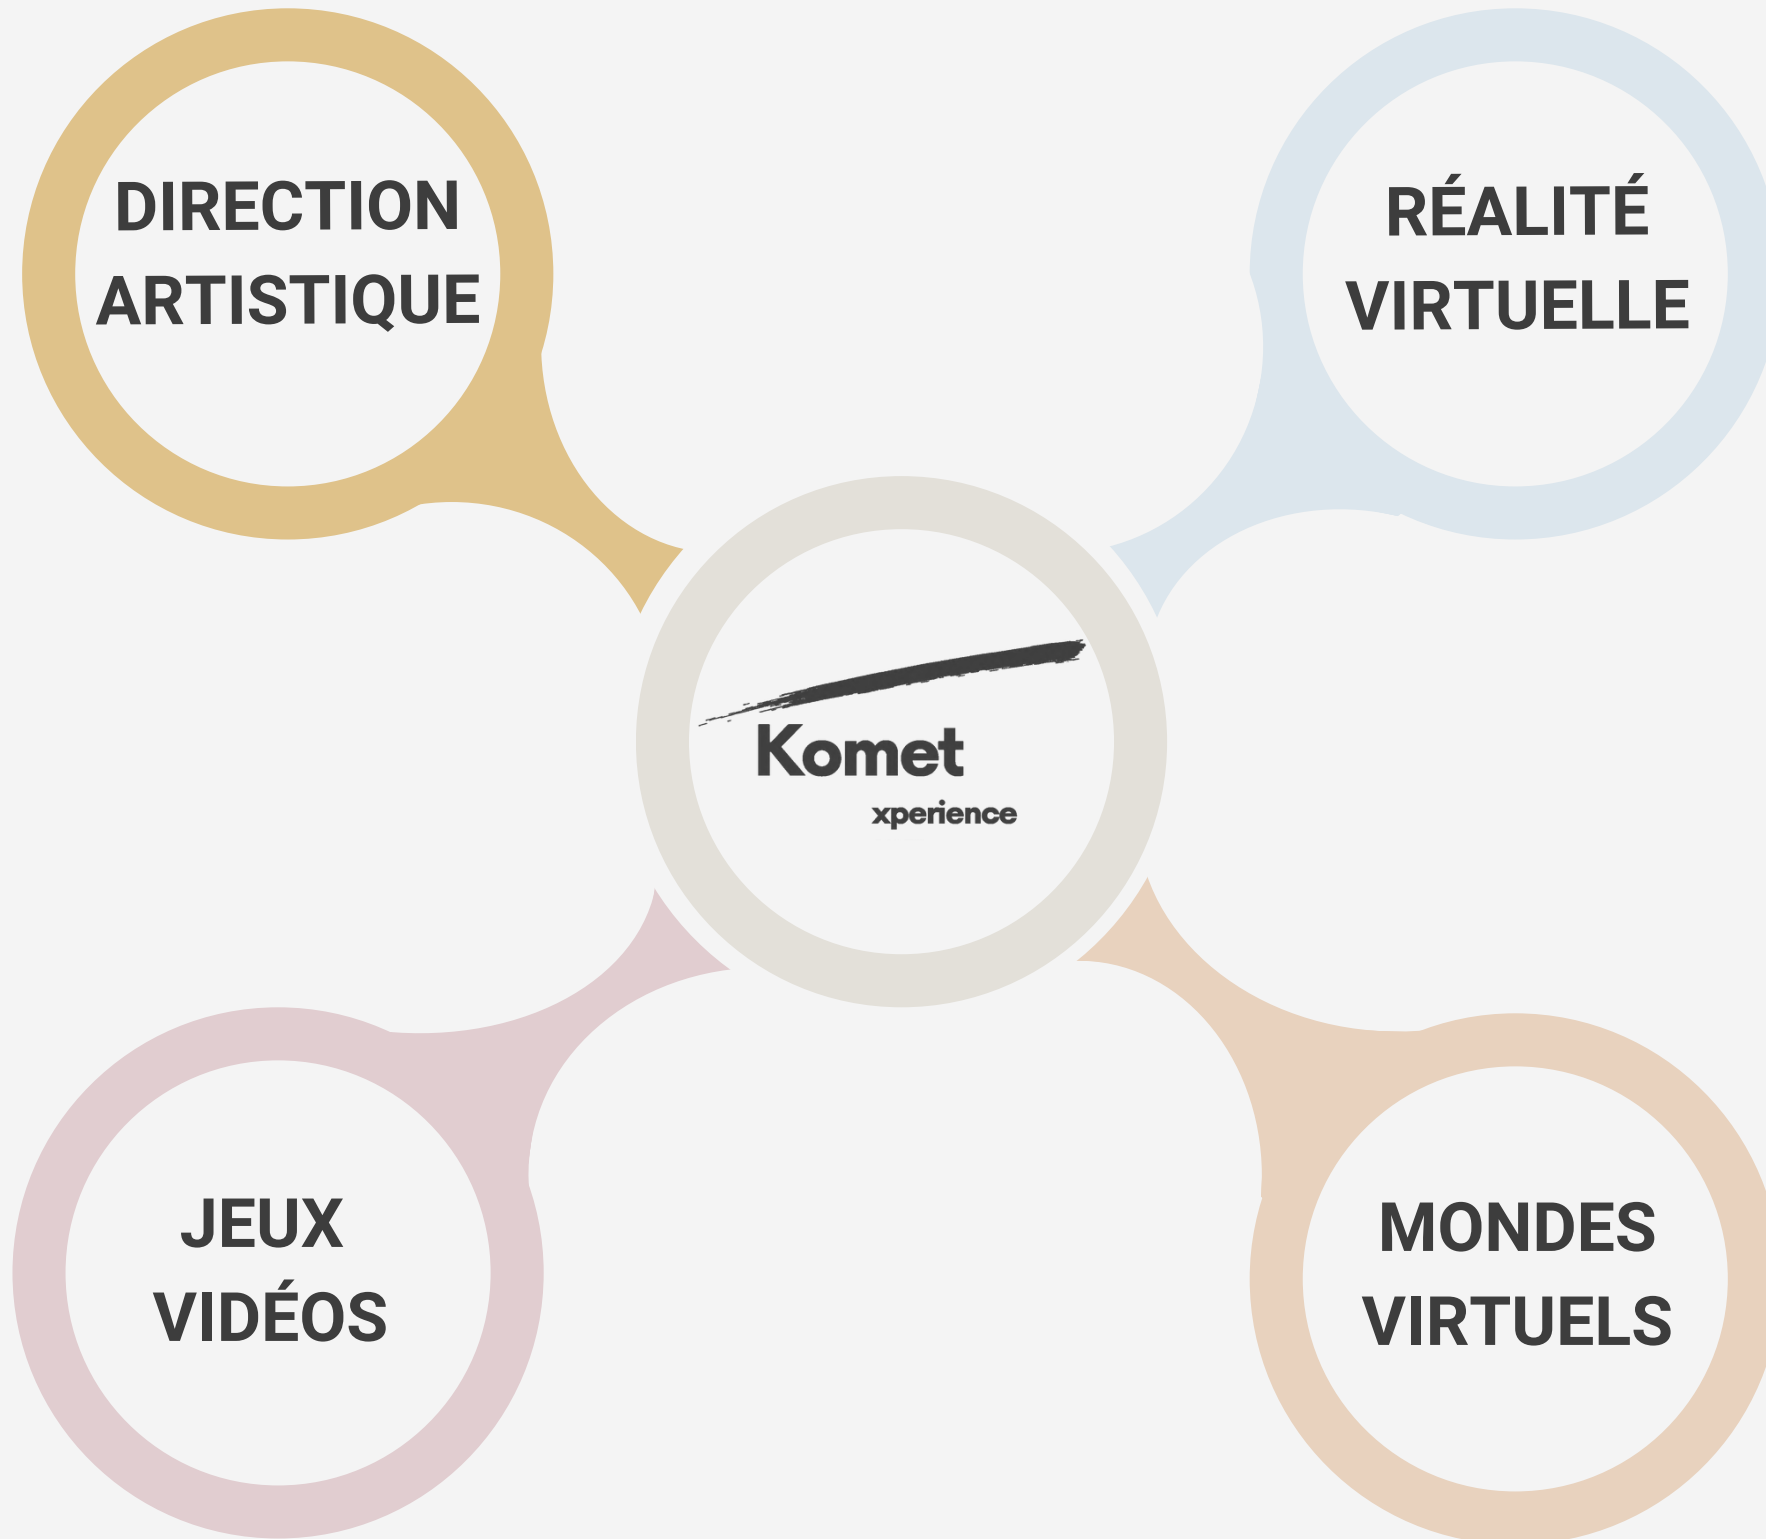 DIRECTION
ARTISTIQUE
RÉALITÉ
VIRTUELLE
Komet
xperience
JEUX
VIDÉOS
MONDES
VIRTUELS